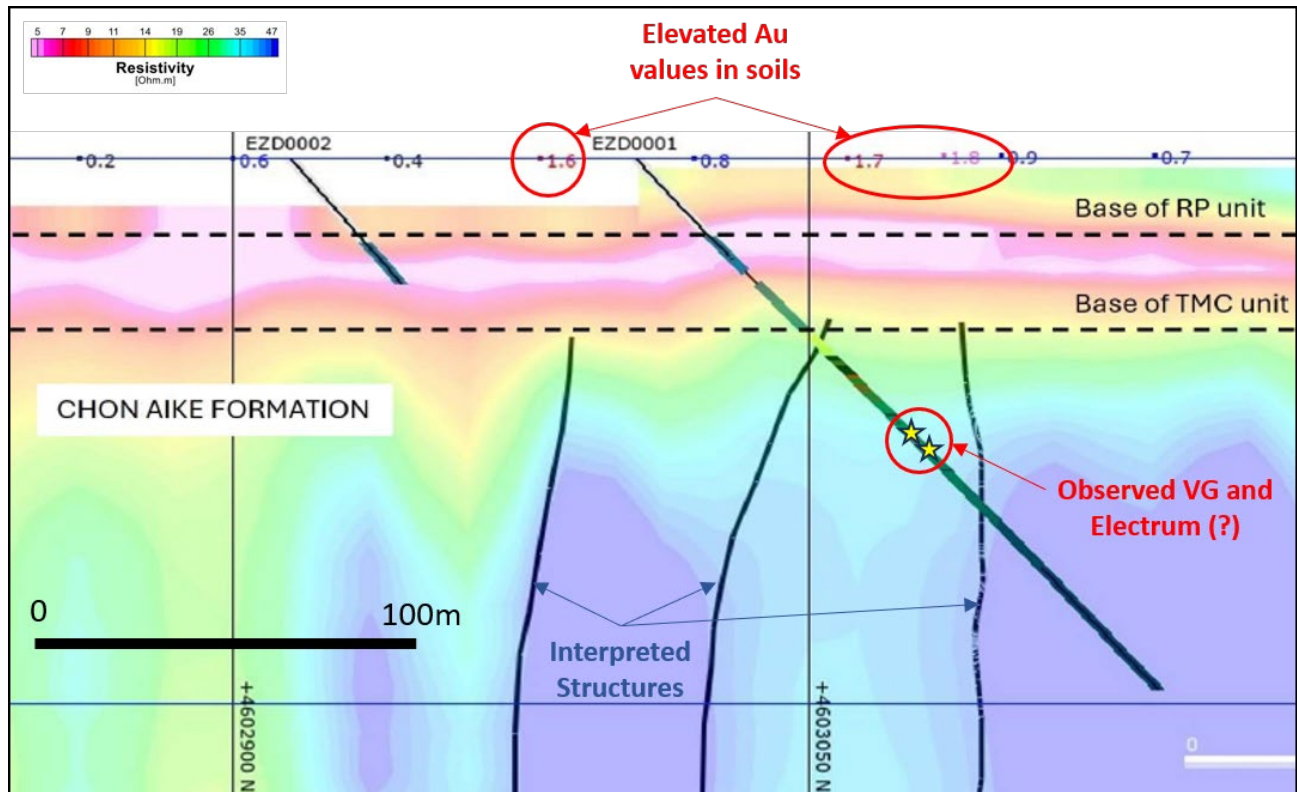 5 7 9 11 14 19 26 35 47
Resistivity
[Ohm.m]
Elevated Au
values in soils
EZD0002
EZD0001
0.2
0.6
0.4
1.6
0.8
1.7
1.8
0.9
0.7
Base of RP unit
Base of TMC unit
CHON AIKE FORMATION
Observed VG and
Electrum (?)
0
100m
Interpreted
Structures
+4602900 N
+4603050 N
0